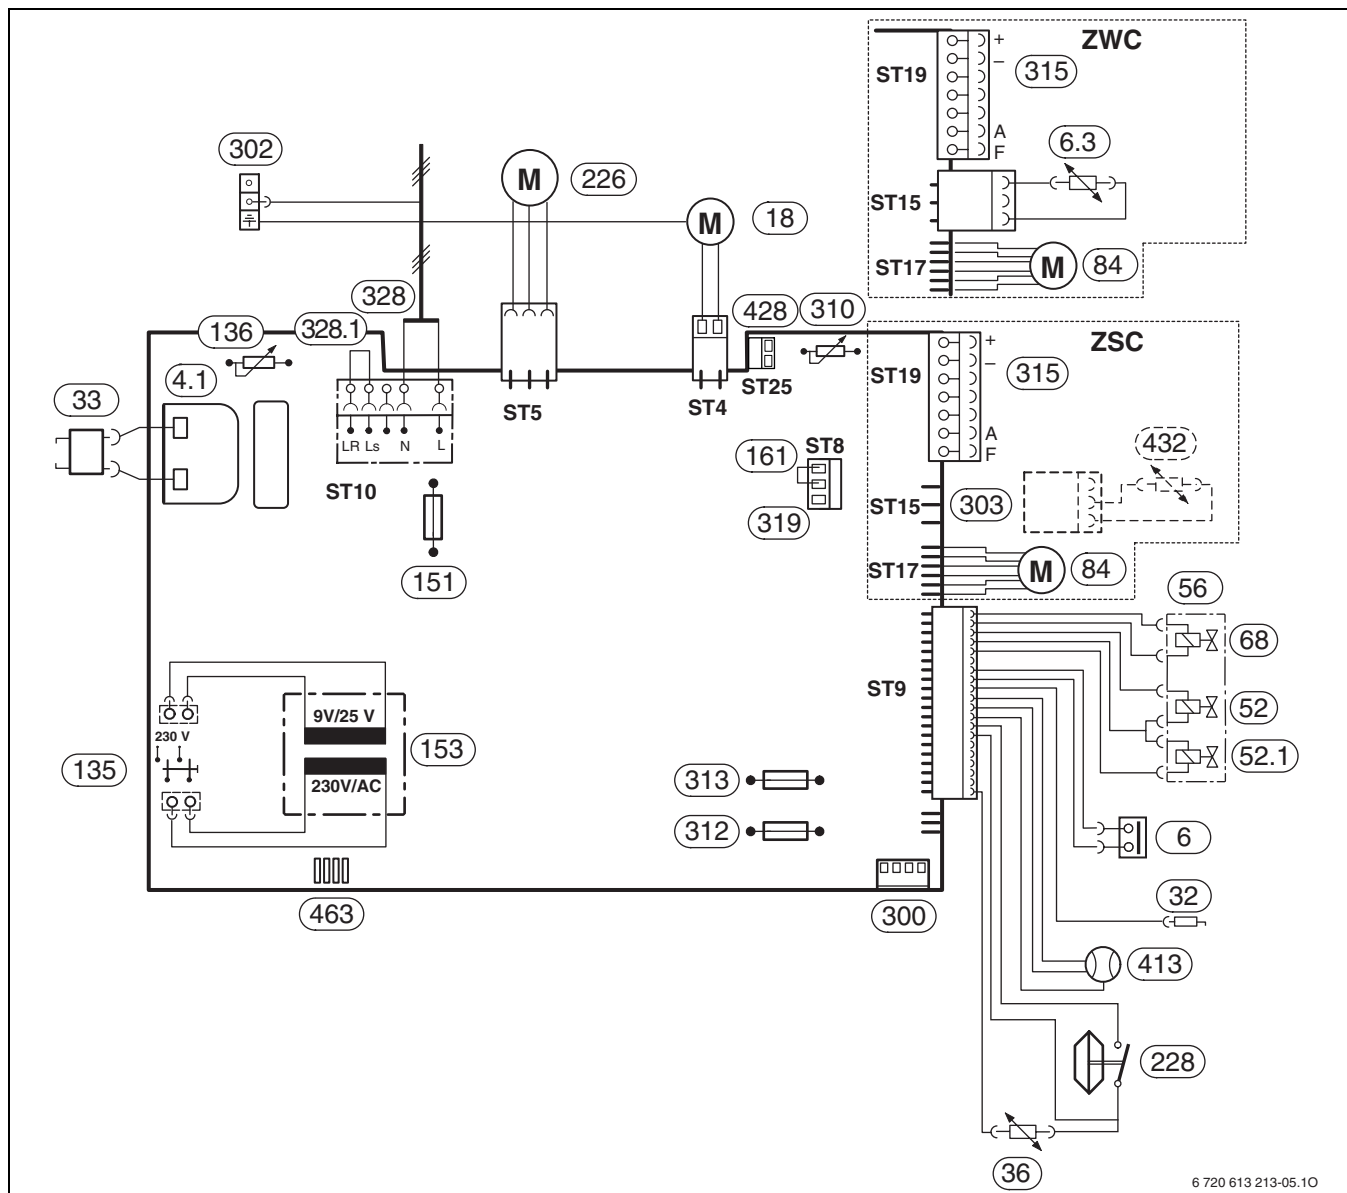 ZWC
ST19
+
−
315
A
F
6.3
ST15
ST17
M
84
302
M
226
M
18
328
136
328.1
428
310
4.1
33
LR
Ls
N
L
ST10
ST5
ST4
ST25
ZSC
ST19
+
−
315
A
F
432
161
ST8
319
ST15
303
151
ST17
M
84
56
68
ST9
52
52.1
9V/25 V
230 V
135
153
230V/AC
313
312
6
463
300
32
413
228
36
6 720 613 213-05.1O